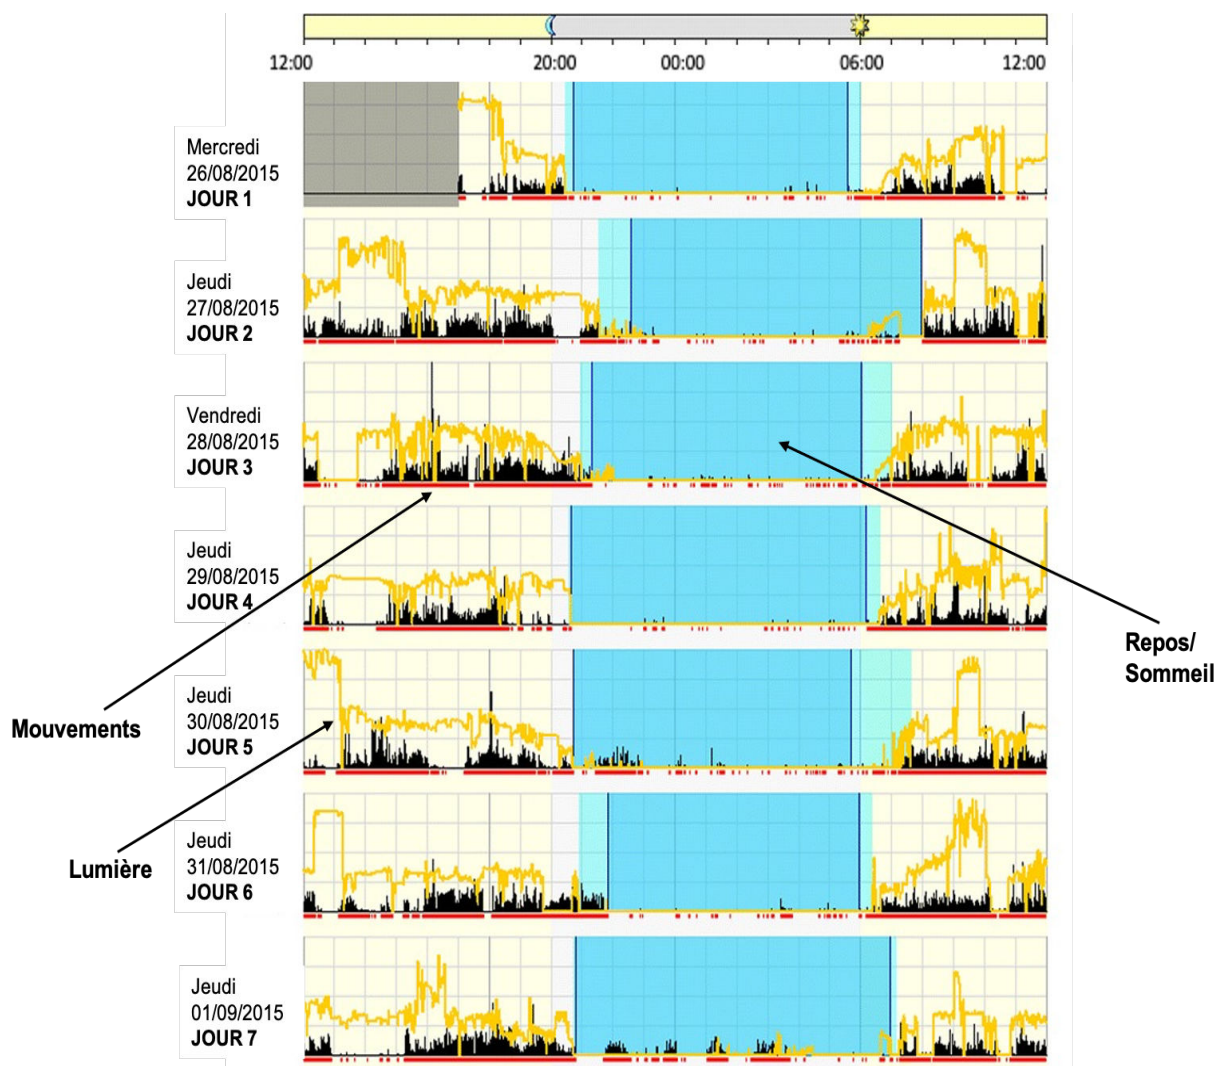 12:00 20:00 00:00 06:00 12:00
Mercredi
26/08/2015
JOUR 1
Jeudi
27/08/2015
JOUR 2
Vendredi
28/08/2015
JOUR 3
Jeudi
29/08/2015
JOUR 4
Repos/
Sommeil
Mouvements
Jeudi
30/08/2015
JOUR 5
Lumière
Jeudi
31/08/2015
JOUR 6
Jeudi
01/09/2015
JOUR 7